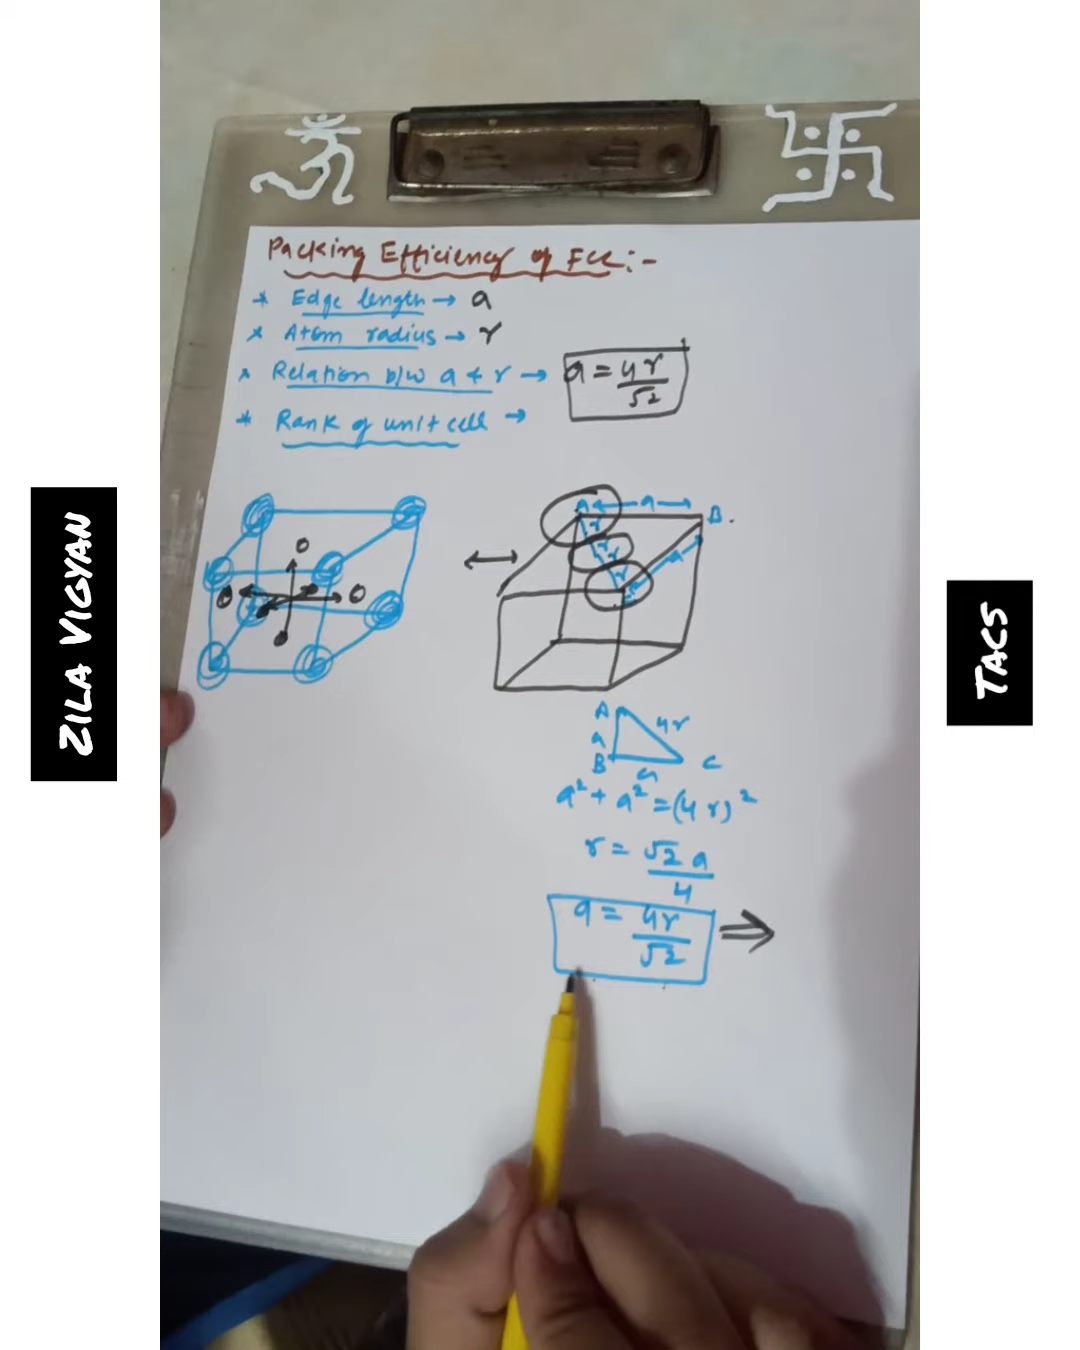 ॐ
Packing Efficiency of FCC:-
* Edge length → a
* Atom radius → r
* Relation b/w a & r → a = 4r/√2
* Rank of unit cell →
A ← a → B.
r
r r
r
a
A
4r
a
B C
a
a² + a² = (4r)²
r = √2 a/4
a = 4r/√2 ⇒
ZILA VIGYAN
TACS